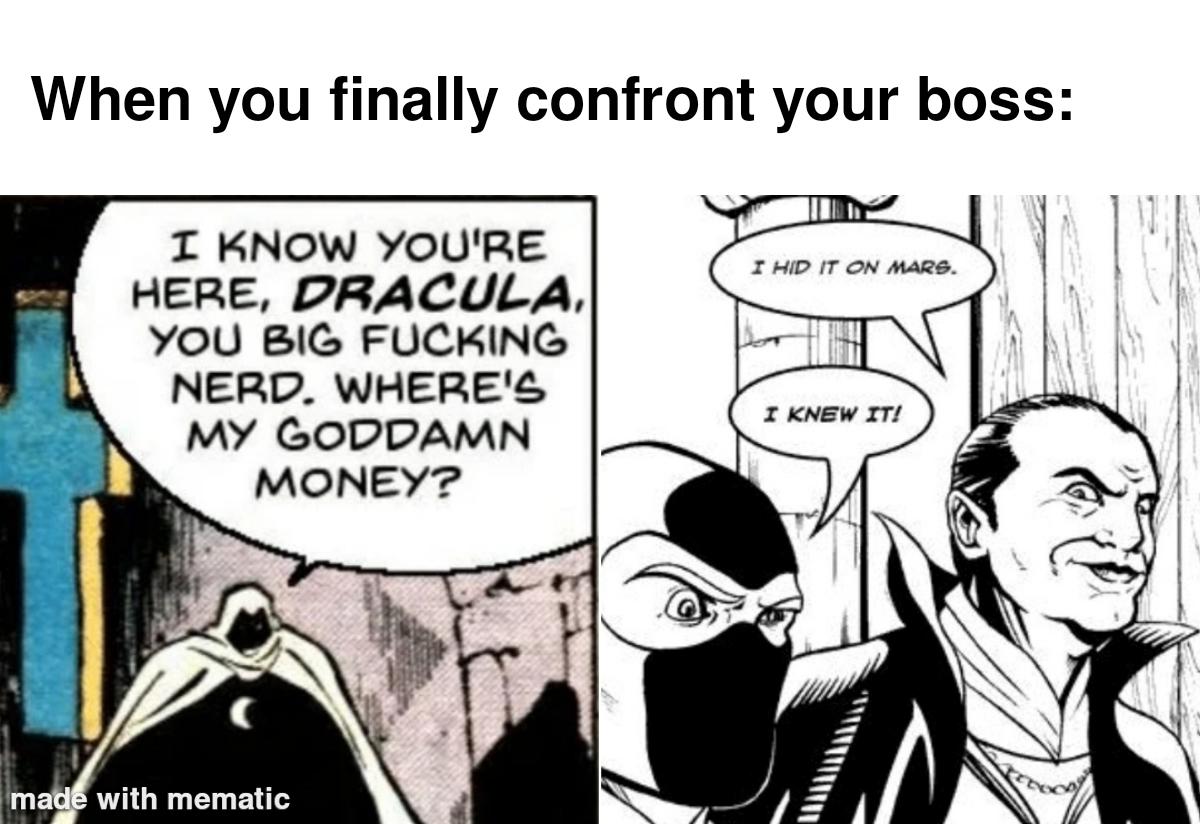 When you finally confront your boss:
I KNOW YOU'RE
HERE, DRACULA,
YOU BIG FUCKING
NERD. WHERE'S
MY GODDAMN
MONEY?
I HID IT ON MARS.
I KNEW IT!
made with mematic